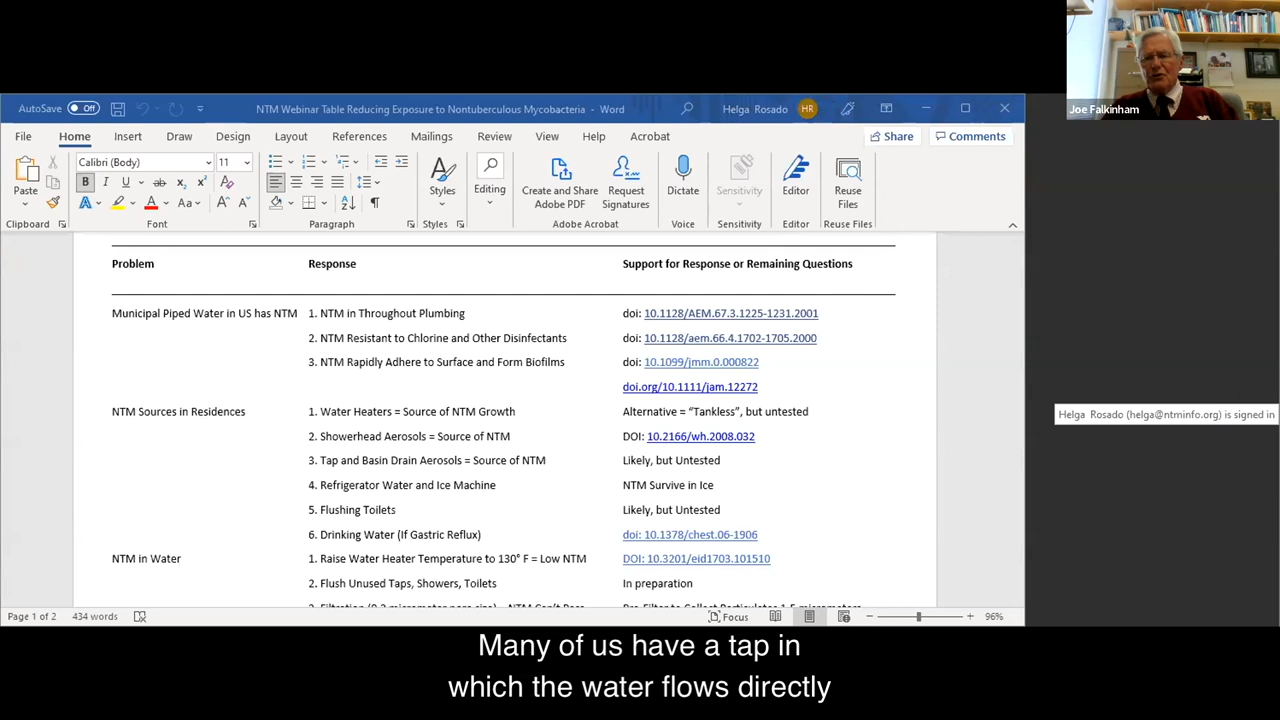 AutoSave Off
NTM Webinar Table Reducing Exposure to Nontuberculous Mycobacteria - Word
Helga Rosado HR
Joe Falkinham
File Home Insert Draw Design Layout References Mailings Review View Help Acrobat Share Comments
Paste
Calibri (Body) 11
Styles
Editing
Create and Share Adobe PDF
Request Signatures
Dictate
Sensitivity
Editor
Reuse Files
Clipboard Font Paragraph Styles Adobe Acrobat Voice Sensitivity Editor Reuse Files
Problem Response Support for Response or Remaining Questions
Municipal Piped Water in US has NTM 1. NTM in Throughout Plumbing doi: 10.1128/AEM.67.3.1225-1231.2001
2. NTM Resistant to Chlorine and Other Disinfectants doi: 10.1128/aem.66.4.1702-1705.2000
3. NTM Rapidly Adhere to Surface and Form Biofilms doi: 10.1099/jmm.0.000822
doi.org/10.1111/jam.12272
NTM Sources in Residences 1. Water Heaters = Source of NTM Growth Alternative = “Tankless”, but untested
2. Showerhead Aerosols = Source of NTM DOI: 10.2166/wh.2008.032
3. Tap and Basin Drain Aerosols = Source of NTM Likely, but Untested
4. Refrigerator Water and Ice Machine NTM Survive in Ice
5. Flushing Toilets Likely, but Untested
6. Drinking Water (If Gastric Reflux) doi: 10.1378/chest.06-1906
NTM in Water 1. Raise Water Heater Temperature to 130° F = Low NTM DOI: 10.3201/eid1703.101510
2. Flush Unused Taps, Showers, Toilets In preparation
Helga Rosado (helga@ntminfo.org) is signed in
Page 1 of 2 434 words Focus 96%
Many of us have a tap in
which the water flows directly